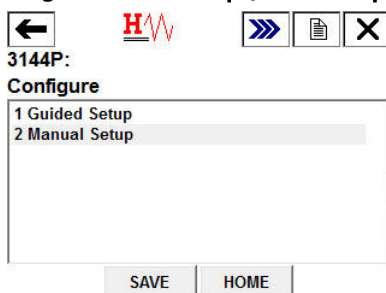 H
3144P:
Configure
1 Guided Setup
2 Manual Setup
SAVE HOME